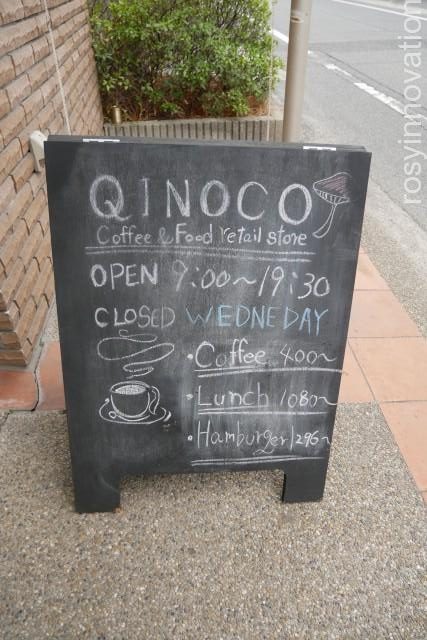 QINOCO
Coffee & Food retail store
OPEN 9:00~19:30
CLOSED WEDNEDAY
・Coffee 400~
・Lunch 1080~
・Hamburger 1296~
rosyinnovation